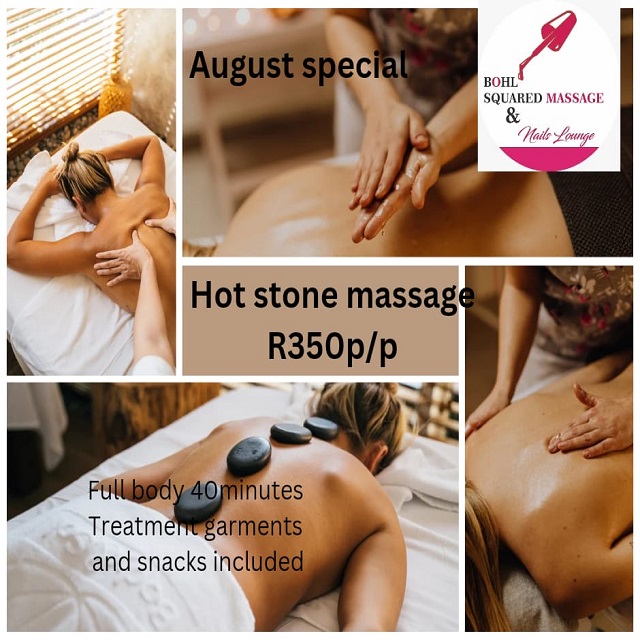 August special
BOHL
SQUARED MASSAGE
&
Nails Lounge
Hot stone massage
R350p/p
Full body 40minutes
Treatment garments
and snacks included